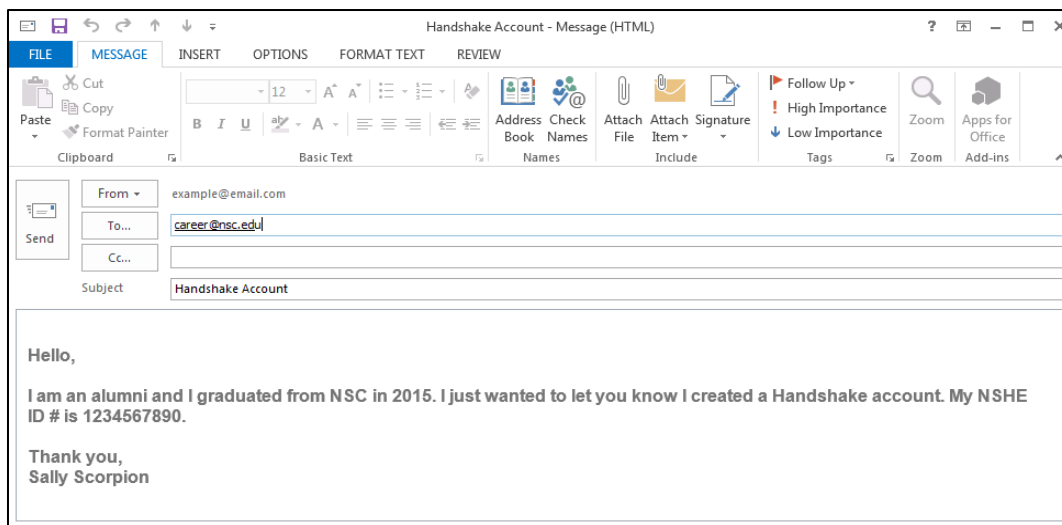 Handshake Account - Message (HTML)
?
FILE MESSAGE INSERT OPTIONS FORMAT TEXT REVIEW
Paste
Cut
Copy
Format Painter
Clipboard
12 A A
B I U aby A
Basic Text
Address Book
Check Names
Names
Attach File
Attach Item
Signature
Include
Follow Up
! High Importance
Low Importance
Tags
Zoom
Zoom
Apps for Office
Add-ins
Send
From example@email.com
To... career@nsc.edu
Cc...
Subject Handshake Account
Hello,
I am an alumni and I graduated from NSC in 2015. I just wanted to let you know I created a Handshake account. My NSHE
ID # is 1234567890.
Thank you,
Sally Scorpion